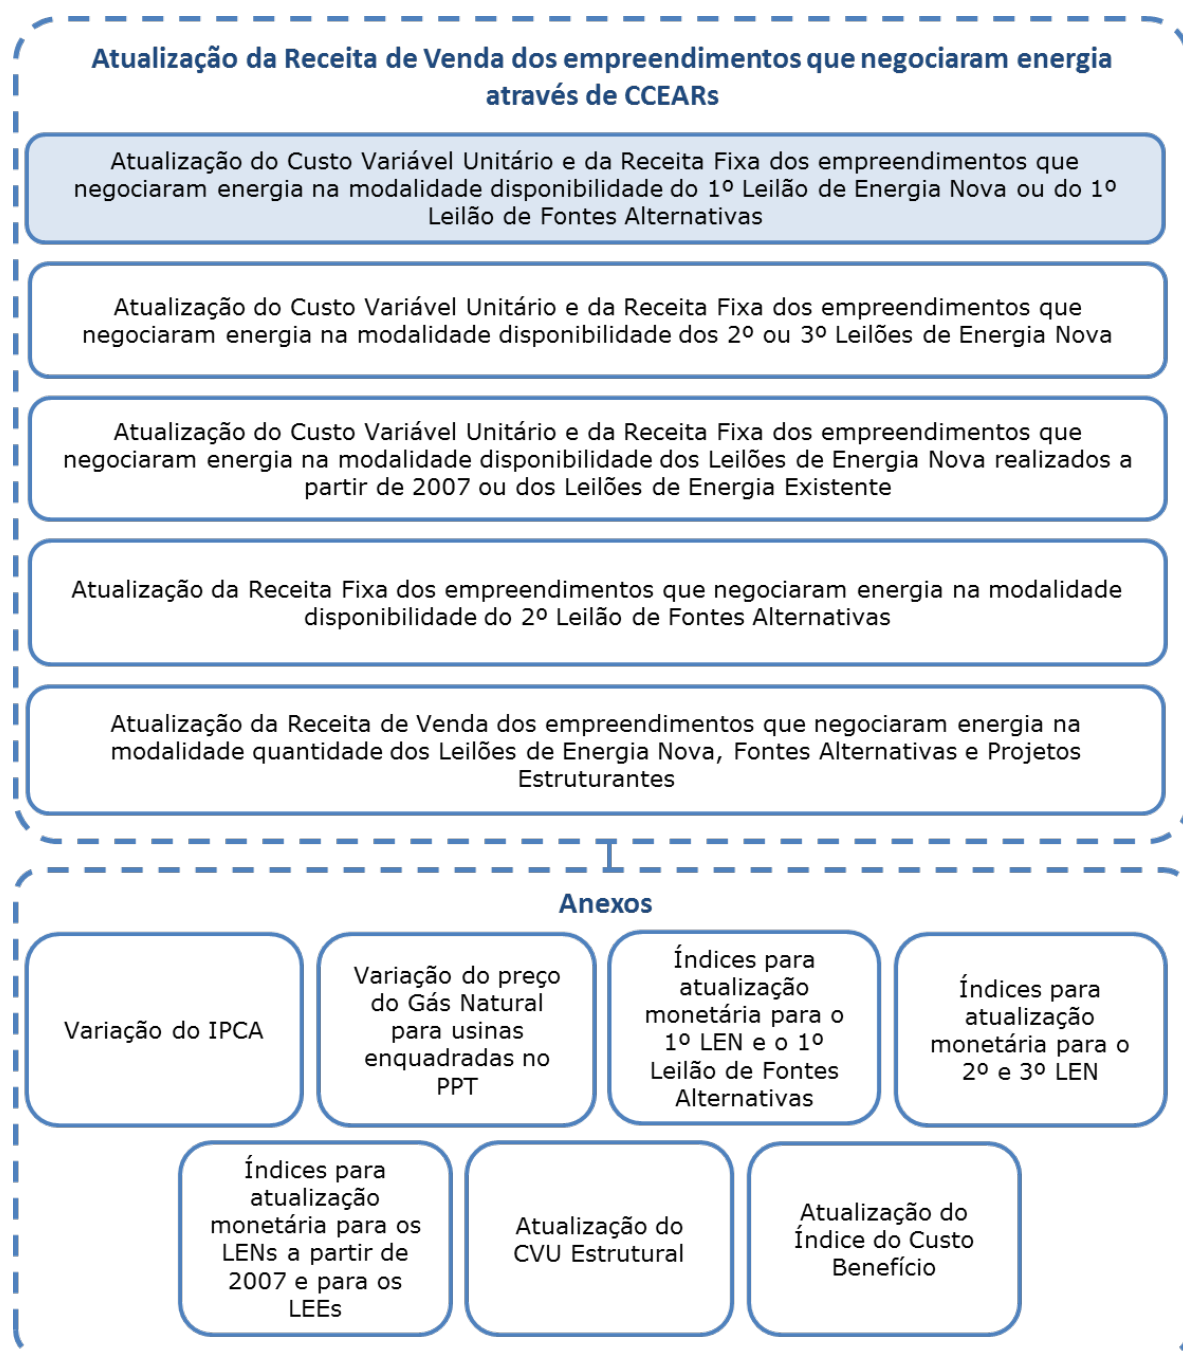 Atualização da Receita de Venda dos empreendimentos que negociaram energia
através de CCEARs
Atualização do Custo Variável Unitário e da Receita Fixa dos empreendimentos que
negociaram energia na modalidade disponibilidade do 1º Leilão de Energia Nova ou do 1º
Leilão de Fontes Alternativas
Atualização do Custo Variável Unitário e da Receita Fixa dos empreendimentos que
negociaram energia na modalidade disponibilidade dos 2º ou 3º Leilões de Energia Nova
Atualização do Custo Variável Unitário e da Receita Fixa dos empreendimentos que
negociaram energia na modalidade disponibilidade dos Leilões de Energia Nova realizados a
partir de 2007 ou dos Leilões de Energia Existente
Atualização da Receita Fixa dos empreendimentos que negociaram energia na modalidade
disponibilidade do 2º Leilão de Fontes Alternativas
Atualização da Receita de Venda dos empreendimentos que negociaram energia na
modalidade quantidade dos Leilões de Energia Nova, Fontes Alternativas e Projetos
Estruturantes
Anexos
Variação do IPCA
Variação do preço
do Gás Natural
para usinas
enquadradas no
PPT
Índices para
atualização
monetária para o
1º LEN e o 1º
Leilão de Fontes
Alternativas
Índices para
atualização
monetária para o
2º e 3º LEN
Índices para
atualização
monetária para os
LENs a partir de
2007 e para os
LEEs
Atualização do
CVU Estrutural
Atualização do
Índice do Custo
Benefício